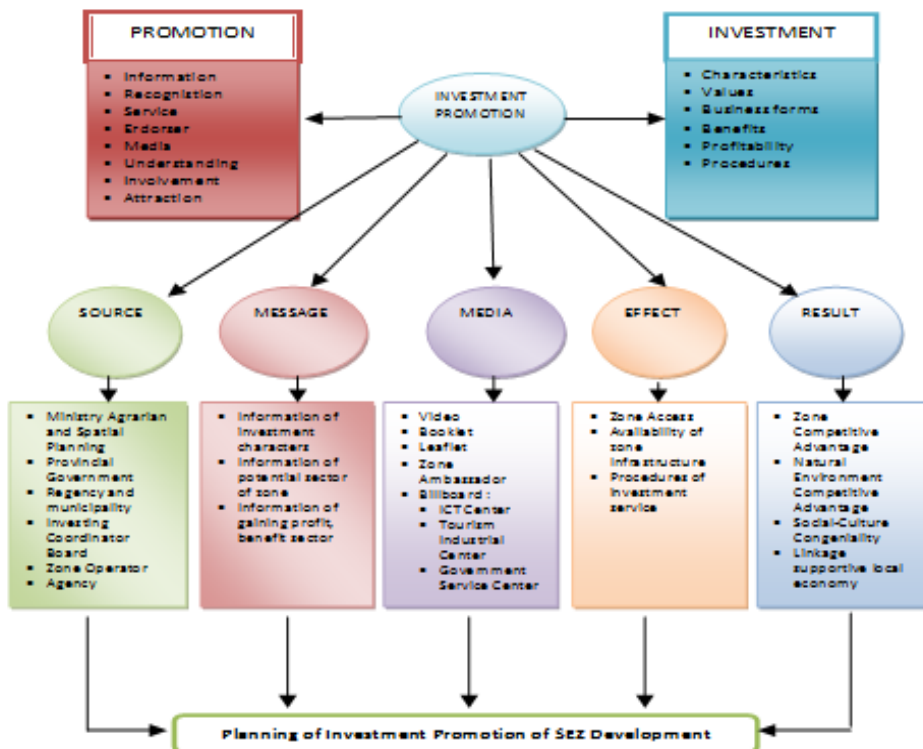 PROMOTION
▪ Information
▪ Recognistion
▪ Service
▪ Erdorser
▪ Media
▪ Understanding
▪ Involvement
▪ Attraction
INVESTMENT
▪ Characteristics
▪ Values
▪ Business forms
▪ Benefits
▪ Profitability
▪ Procedures
INVESTMENT
PROMOTION
SOURCE
MESSAGE
MEDIA
EFFECT
RESULT
▪ Ministry Agrarian
and Spatial
Planning
▪ Provincial
Government
▪ Regency and
municipality
▪ Investing
Coordinator
Board
▪ Zone Operator
▪ Agency
▪ Information of
investment
characters
▪ Information of
potential sector
of zone
▪ Information of
gaining profit,
benefit sector
▪ Video
▪ Booklet
▪ Leaflet
▪ Zone
Ambassador
▪ Billboard :
▪ ICT Center
▪ Tourism
Industrial
Center
▪ Government
Service Center
▪ Zone Access
▪ Availability of
zone
Infrastructure
▪ Procedures of
investment
service
▪ Zone
Competitive
Advantage
▪ Natural
Environment
Competitive
Advantage
▪ Social-Culture
Congeniality
▪ Linkage
supportive local
economy
Planning of Investment Promotion of SEZ Development